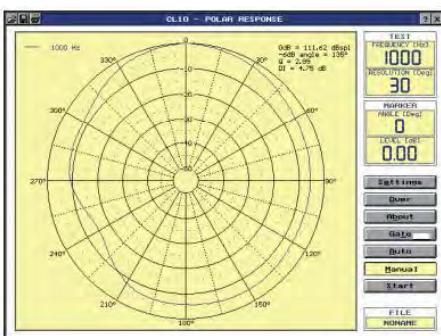 CLIO - POLAR RESPONSE
1000 Hz
0dB = 111.62 dBspl
-6dB angle = 135°
Q = 2.99
DI = 4.75 dB
0
330°
30°
-10
300°
-20
60°
-30
-40
-50
270°
90°
240°
120°
210°
150°
180°
TEST
FREQUENCY [Hz]
1000
RESOLUTION [Deg]
30
MARKER
ANGLE [Deg]
0
LEVEL [dB]
0.00
Settings
Over
About
Gate
Auto
Manual
Start
FILE
NONAME